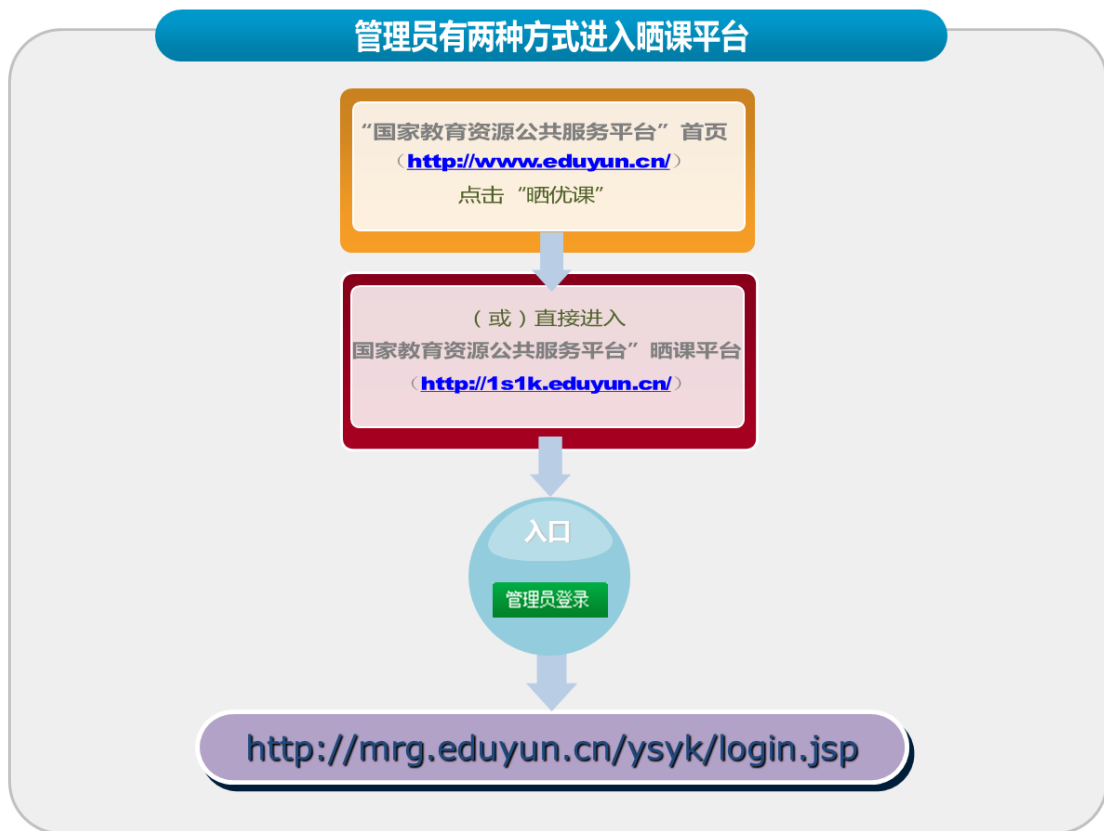 管理员有两种方式进入晒课平台
“国家教育资源公共服务平台”首页
（http://www.eduyun.cn/）
点击“晒优课”
（或）直接进入
国家教育资源公共服务平台”晒课平台
（http://1s1k.eduyun.cn/）
入口
管理员登录
http://mrg.eduyun.cn/ysyk/login.jsp